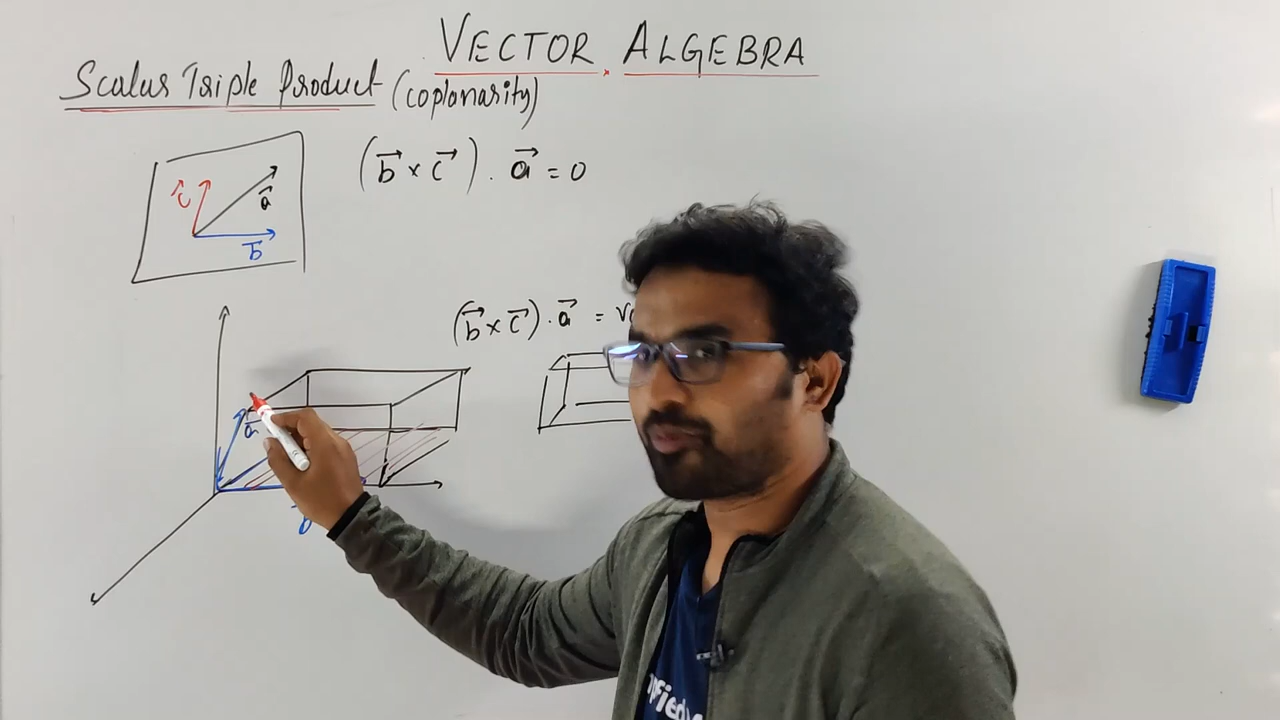 VECTOR ALGEBRA
Scalar Triple Product (coplanarity)
(b⃗ × c⃗) . a⃗ = 0
c⃗
a⃗
b⃗
(b⃗ × c⃗) . a⃗ =
a⃗
b⃗